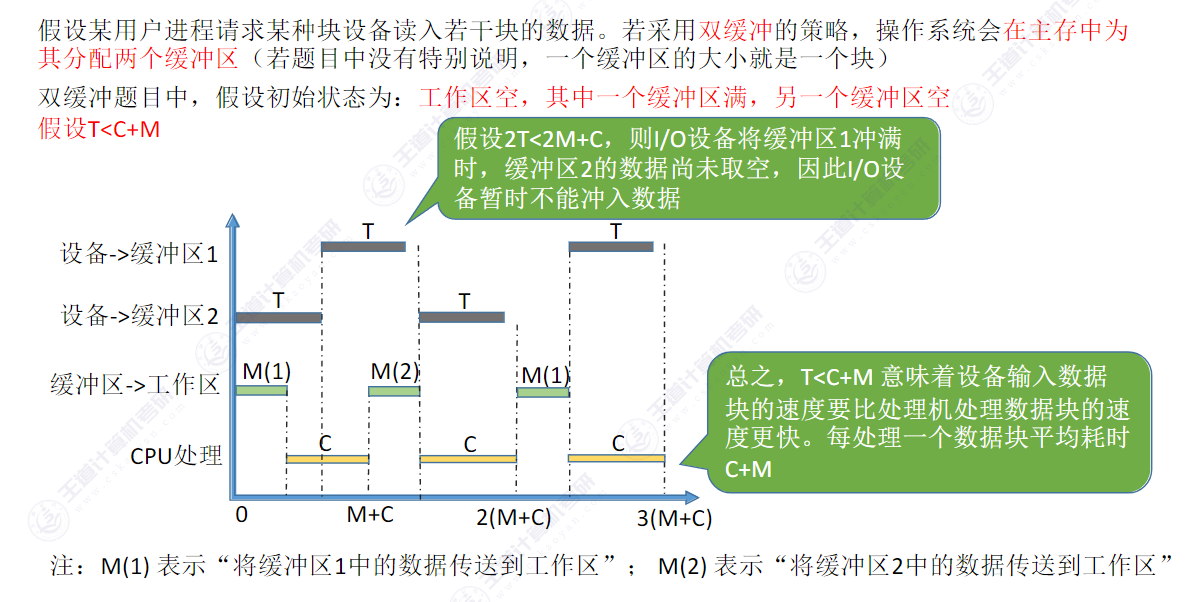 假设某用户进程请求某种块设备读入若干块的数据。若采用双缓冲的策略，操作系统会在主存中为
其分配两个缓冲区（若题目中没有特别说明，一个缓冲区的大小就是一个块）
双缓冲题目中，假设初始状态为：工作区空，其中一个缓冲区满，另一个缓冲区空
假设T<C+M
假设2T<2M+C，则I/O设备将缓冲区1冲满
时，缓冲区2的数据尚未取空，因此I/O设
备暂时不能冲入数据
设备->缓冲区1
T
T
设备->缓冲区2
T
T
缓冲区->工作区
M(1)
M(2)
M(1)
CPU处理
C
C
C
总之，T<C+M 意味着设备输入数据
块的速度要比处理机处理数据块的速
度更快。每处理一个数据块平均耗时
C+M
0
M+C
2(M+C)
3(M+C)
注：M(1) 表示“将缓冲区1中的数据传送到工作区”； M(2) 表示“将缓冲区2中的数据传送到工作区”
王道计算机考研